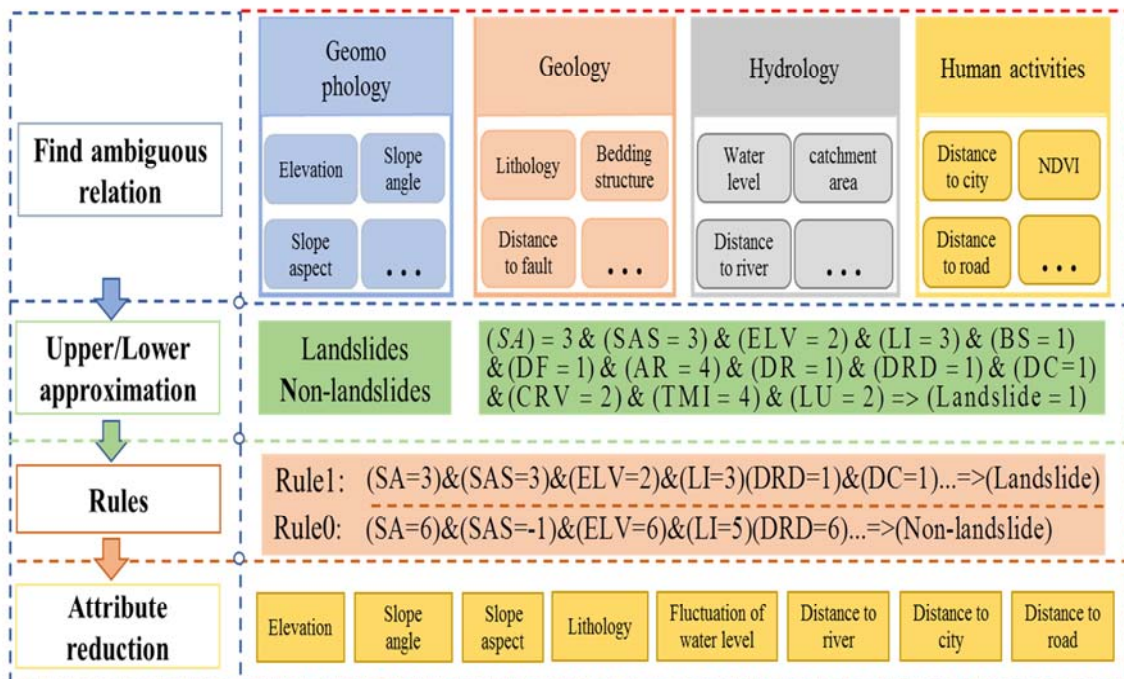 Find ambiguous
relation
Geomo
phology
Elevation
Slope
angle
Slope
aspect
...
Geology
Lithology
Bedding
structure
Distance
to fault
...
Hydrology
Water
level
catchment
area
Distance
to river
...
Human activities
Distance
to city
NDVI
Distance
to road
...
Upper/Lower
approximation
Landslides
Non-landslides
(SA) = 3 & (SAS = 3) & (ELV = 2) & (LI = 3) & (BS = 1)
& (DF = 1) & (AR = 4) & (DR = 1) & (DRD = 1) & (DC=1)
& (CRV = 2) & (TMI = 4) & (LU = 2) => (Landslide = 1)
Rules
Rule1: (SA=3)&(SAS=3)&(ELV=2)&(LI=3)(DRD=1)&(DC=1)...=>(Landslide)
Rule0: (SA=6)&(SAS=-1)&(ELV=6)&(LI=5)(DRD=6)...=>(Non-landslide)
Attribute
reduction
Elevation
Slope
angle
Slope
aspect
Lithology
Fluctuation of
water level
Distance to
river
Distance to
city
Distance to
road